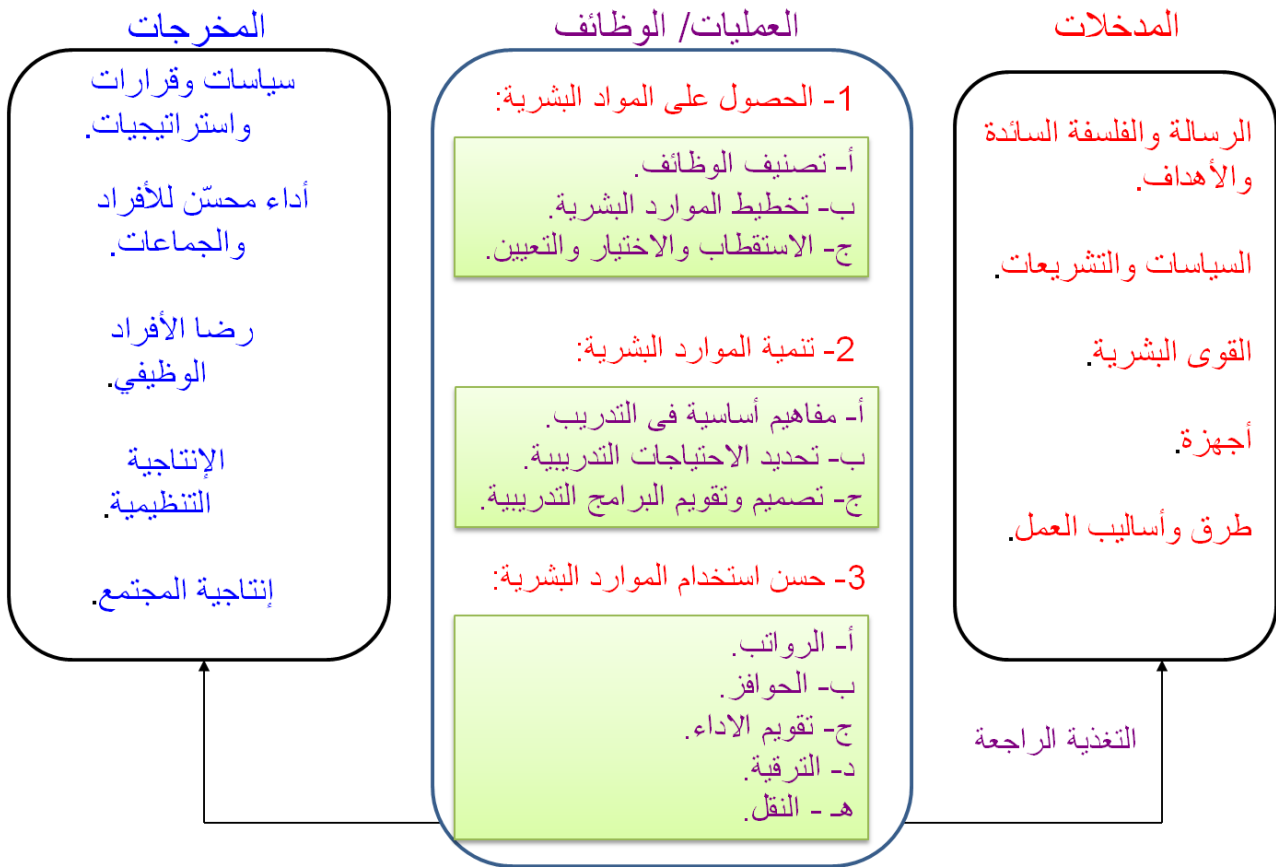 المدخلات
الرسالة والفلسفة السائدة
والأهداف.
السياسات والتشريعات.
القوى البشرية.
أجهزة.
طرق وأساليب العمل.
العمليات/ الوظائف
1- الحصول على المواد البشرية:
أ- تصنيف الوظائف.
ب- تخطيط الموارد البشرية.
ج- الاستقطاب والاختيار والتعيين.
2- تنمية الموارد البشرية:
أ- مفاهيم أساسية فى التدريب.
ب- تحديد الاحتياجات التدريبية.
ج- تصميم وتقويم البرامج التدريبية.
3- حسن استخدام الموارد البشرية:
أ- الرواتب.
ب- الحوافز.
ج- تقويم الاداء.
د- الترقية.
هـ - النقل.
المخرجات
سياسات وقرارات
واستراتيجيات.
أداء محسّن للأفراد
والجماعات.
رضا الأفراد
الوظيفي.
الإنتاجية
التنظيمية.
إنتاجية المجتمع.
التغذية الراجعة